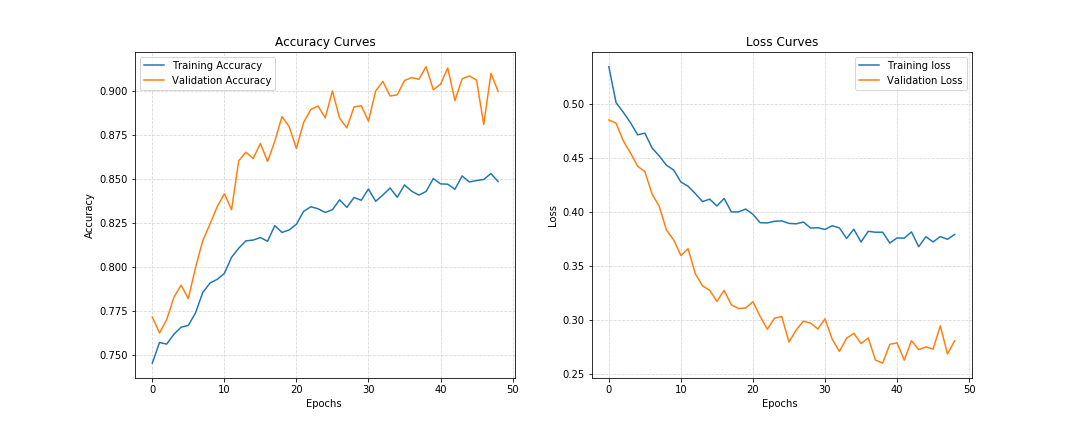 Accuracy Curves
Training Accuracy
Validation Accuracy
0.900
0.875
0.850
0.825
0.800
0.775
0.750
Accuracy
0 10 20 30 40 50
Epochs
Loss Curves
Training loss
Validation Loss
0.50
0.45
0.40
0.35
0.30
0.25
Loss
0 10 20 30 40 50
Epochs